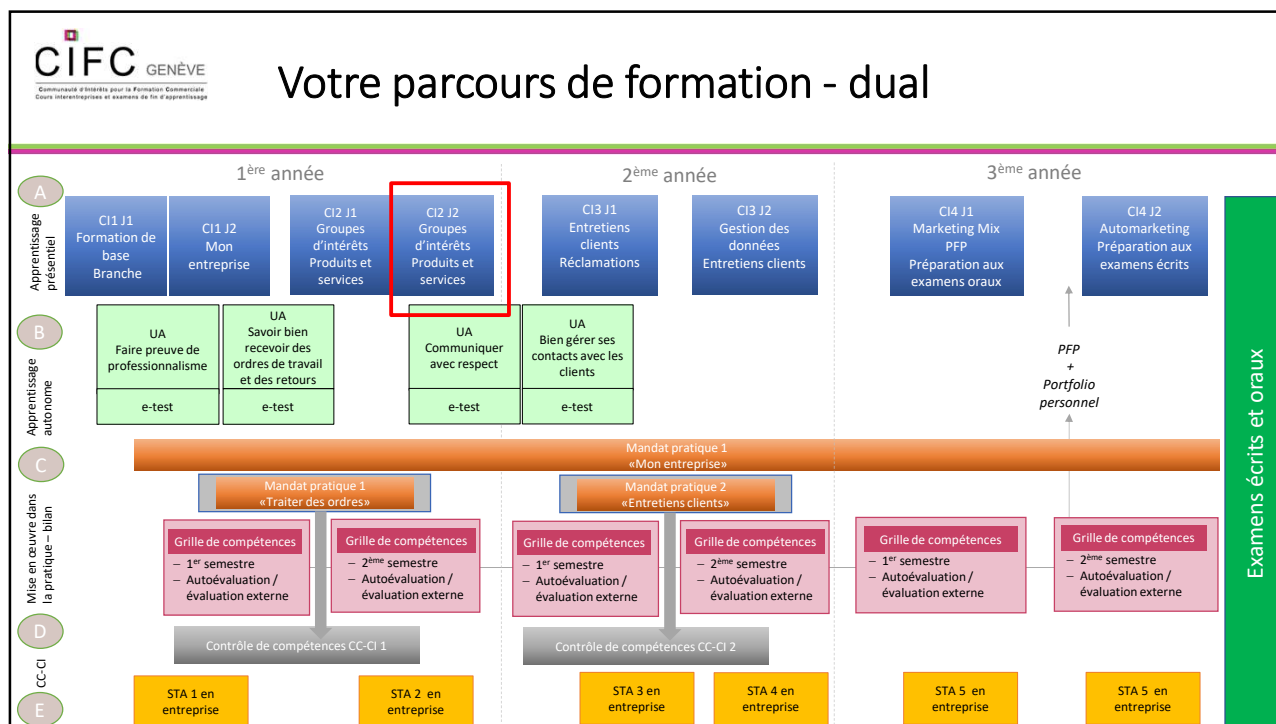 CIFC GENÈVE
Communauté d'Intérêts pour la Formation Commerciale
Cours interentreprises et examens de fin d'apprentissage
Votre parcours de formation - dual
1ère année
2ème année
3ème année
A
Apprentissage
présentiel
CI1 J1
Formation de
base
Branche
CI1 J2
Mon
entreprise
CI2 J1
Groupes
d'intérêts
Produits et
services
CI2 J2
Groupes
d'intérêts
Produits et
services
CI3 J1
Entretiens
clients
Réclamations
CI3 J2
Gestion des
données
Entretiens clients
CI4 J1
Marketing Mix
PFP
Préparation aux
examens oraux
CI4 J2
Automarketing
Préparation aux
examens écrits
B
Apprentissage
autonome
UA
Faire preuve de
professionnalisme
e-test
UA
Savoir bien
recevoir des
ordres de travail
et des retours
e-test
UA
Communiquer
avec respect
e-test
UA
Bien gérer ses
contacts avec les
clients
e-test
PFP
+
Portfolio
personnel
C
Mise en œuvre dans
la pratique – bilan
Mandat pratique 1
«Mon entreprise»
Mandat pratique 1
«Traiter des ordres»
Mandat pratique 2
«Entretiens clients»
Grille de compétences
– 1er semestre
– Autoévaluation /
évaluation externe
Grille de compétences
– 2ème semestre
– Autoévaluation /
évaluation externe
Grille de compétences
– 1er semestre
– Autoévaluation /
évaluation externe
Grille de compétences
– 2ème semestre
– Autoévaluation /
évaluation externe
Grille de compétences
– 1er semestre
– Autoévaluation /
évaluation externe
Grille de compétences
– 2ème semestre
– Autoévaluation /
évaluation externe
D
CC-CI
Contrôle de compétences CC-CI 1
Contrôle de compétences CC-CI 2
E
STA 1 en
entreprise
STA 2 en
entreprise
STA 3 en
entreprise
STA 4 en
entreprise
STA 5 en
entreprise
STA 5 en
entreprise
Examens écrits et oraux